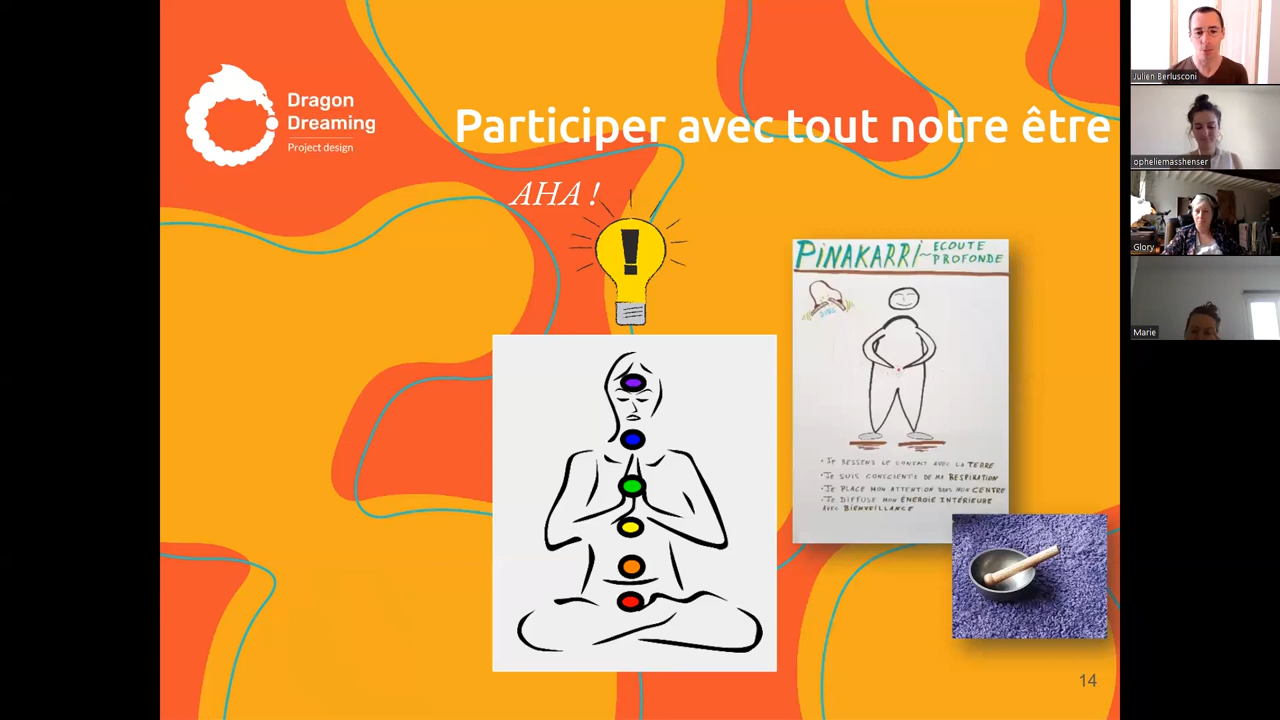 Dragon
Dreaming
Project design
Participer avec tout notre être
AHA !
!
PINAKARRI ~ ECOUTE
PROFONDE
• JE RESSENS LE CONTACT AVEC LA TERRE
• JE SUIS CONSCIENTE DE MA RESPIRATION
• JE PLACE MON ATTENTION DANS MON CENTRE
• JE DIFFUSE MON ÉNERGIE INTÉRIEURE
AVEC BIENVEILLANCE
14
Julien Berlusconi
opheliemasshenser
Glory
Marie